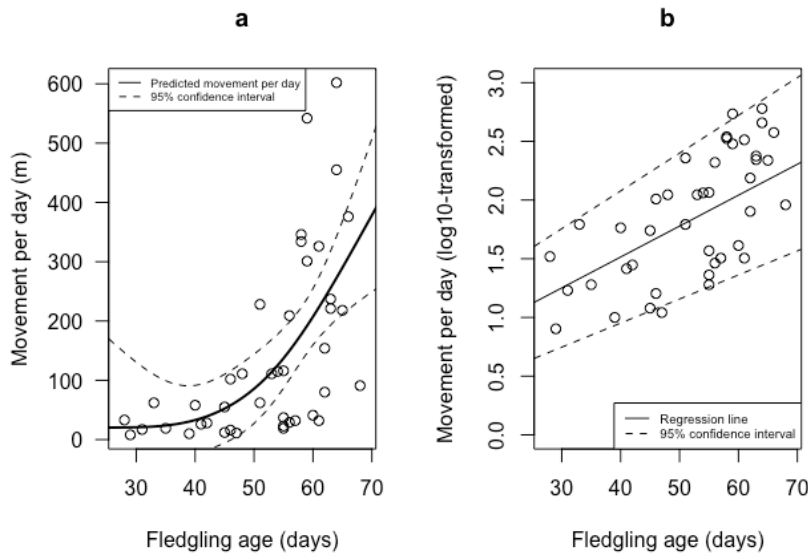 a
Movement per day (m)
600
500
400
300
200
100
0
Predicted movement per day
95% confidence interval
30 40 50 60 70
Fledgling age (days)
b
Movement per day (log10-transformed)
3.0
2.5
2.0
1.5
1.0
0.5
0.0
Regression line
95% confidence interval
30 40 50 60 70
Fledgling age (days)